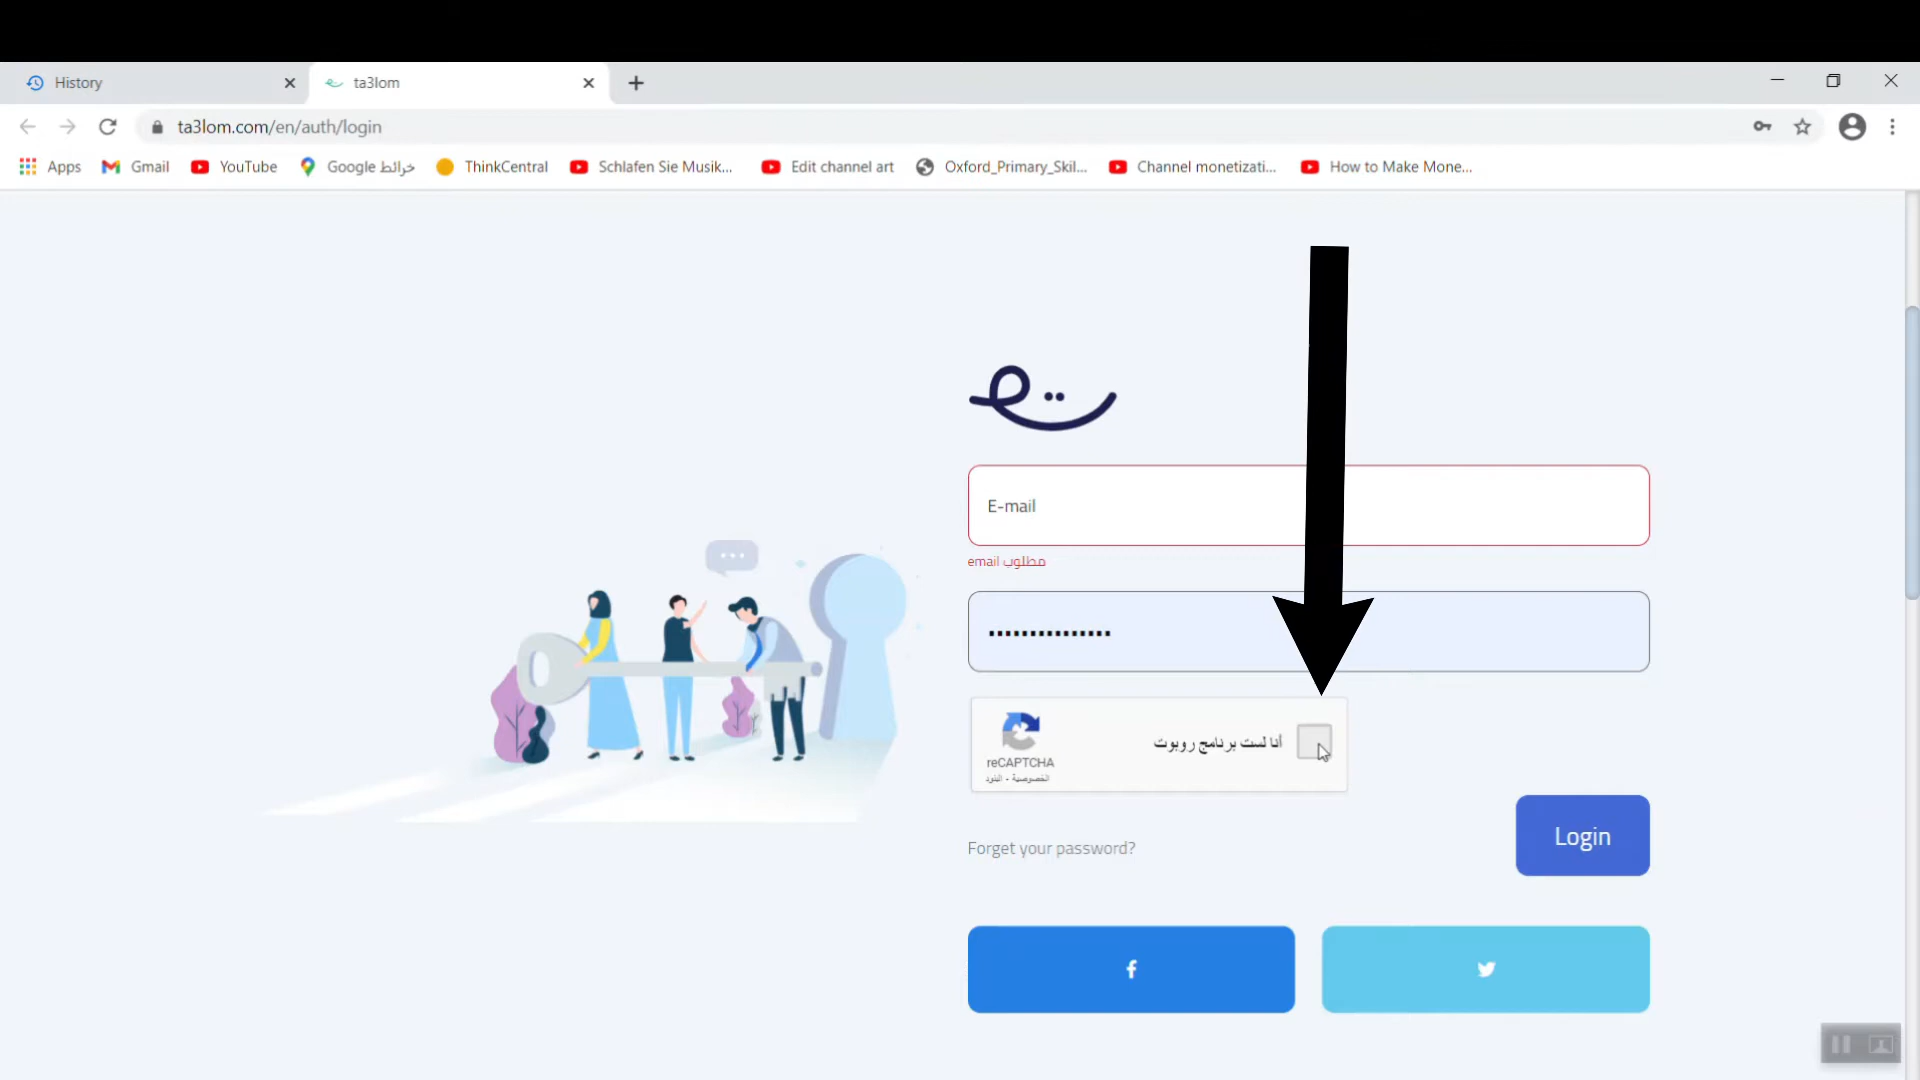 History
ta3lom
ta3lom.com/en/auth/login
Apps
Gmail
YouTube
خرائط Google
ThinkCentral
Schlafen Sie Musik...
Edit channel art
Oxford_Primary_Skil...
Channel monetizati...
How to Make Mone...
E-mail
مطلوب email
أنا لست برنامج روبوت
reCAPTCHA
الخصوصية - البنود
Forget your password?
Login